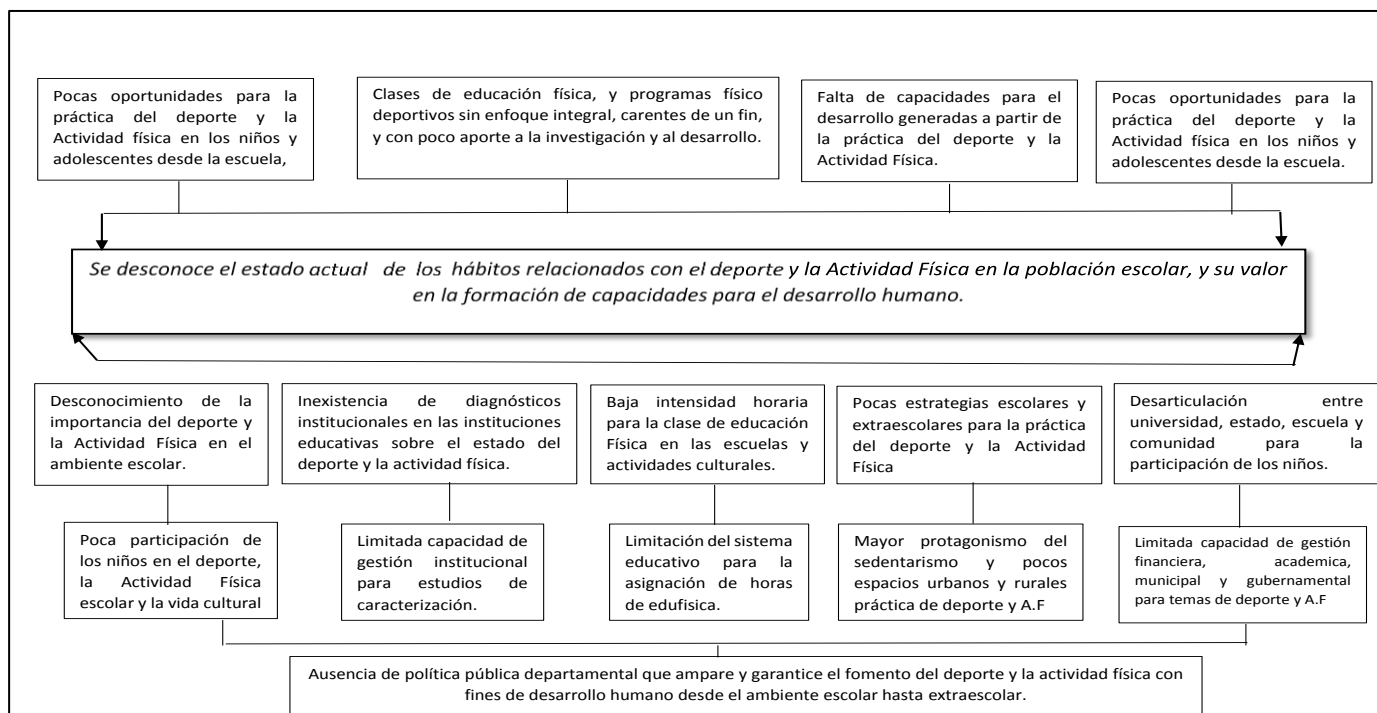 Pocas oportunidades para la
práctica del deporte y la
Actividad física en los niños y
adolescentes desde la escuela,
Clases de educación física, y programas físico
deportivos sin enfoque integral, carentes de un fin,
y con poco aporte a la investigación y al desarrollo.
Falta de capacidades para el
desarrollo generadas a partir de
la práctica del deporte y la
Actividad Física.
Pocas oportunidades para la
práctica del deporte y la
Actividad física en los niños y
adolescentes desde la escuela.
Se desconoce el estado actual de los hábitos relacionados con el deporte y la Actividad Física en la población escolar, y su valor
en la formación de capacidades para el desarrollo humano.
Desconocimiento de la
importancia del deporte y
la Actividad Física en el
ambiente escolar.
Inexistencia de diagnósticos
institucionales en las instituciones
educativas sobre el estado del
deporte y la actividad física.
Baja intensidad horaria
para la clase de educación
Física en las escuelas y
actividades culturales.
Pocas estrategias escolares y
extraescolares para la práctica
del deporte y la Actividad
Física
Desarticulación entre
universidad, estado, escuela y
comunidad para la
participación de los niños.
Poca participación de
los niños en el deporte,
la Actividad Física
escolar y la vida cultural
Limitada capacidad de
gestión institucional
para estudios de
caracterización.
Limitación del sistema
educativo para la
asignación de horas
de edufisica.
Mayor protagonismo del
sedentarismo y pocos
espacios urbanos y rurales
práctica de deporte y A.F
Limitada capacidad de gestión
financiera, academica,
municipal y gubernamental
para temas de deporte y A.F
Ausencia de política pública departamental que ampare y garantice el fomento del deporte y la actividad física con
fines de desarrollo humano desde el ambiente escolar hasta extraescolar.